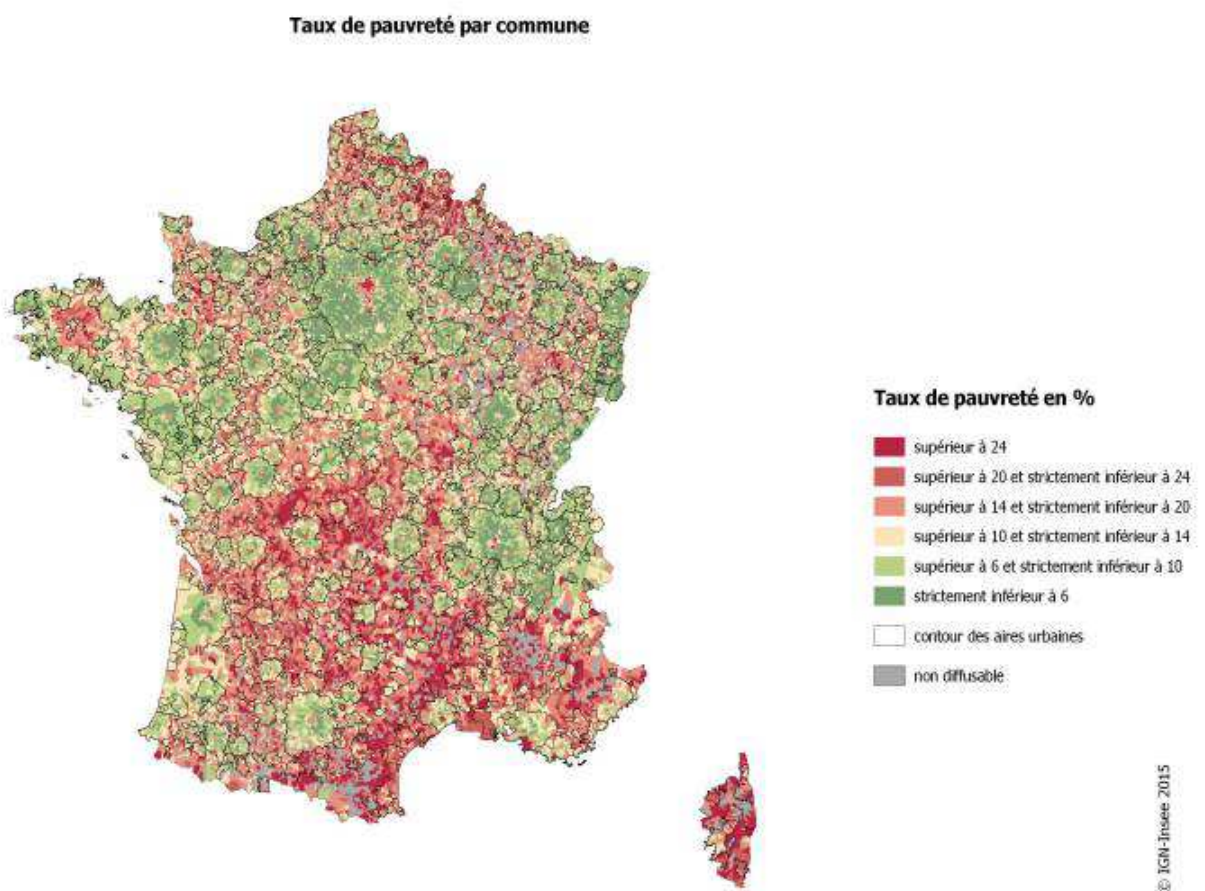 Taux de pauvreté par commune
Taux de pauvreté en %
supérieur à 24
supérieur à 20 et strictement inférieur à 24
supérieur à 14 et strictement inférieur à 20
supérieur à 10 et strictement inférieur à 14
supérieur à 6 et strictement inférieur à 10
strictement inférieur à 6
contour des aires urbaines
non diffusable
© IGN-Insee 2015